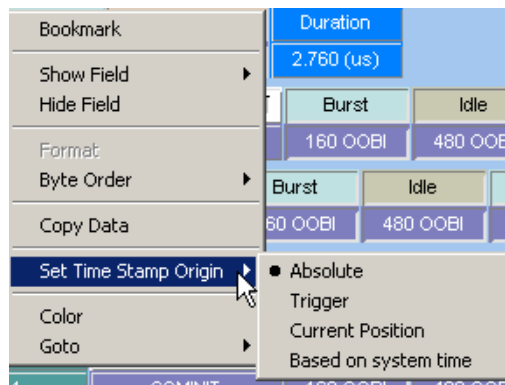 Bookmark
Duration
2.760 (us)
Show Field
Hide Field
Burst
Idle
160 OOBI
480
Format
Byte Order
Burst
Idle
OOBI
480 OOBI
Copy Data
Set Time Stamp Origin
Absolute
Trigger
Current Position
Based on system time
Color
Goto